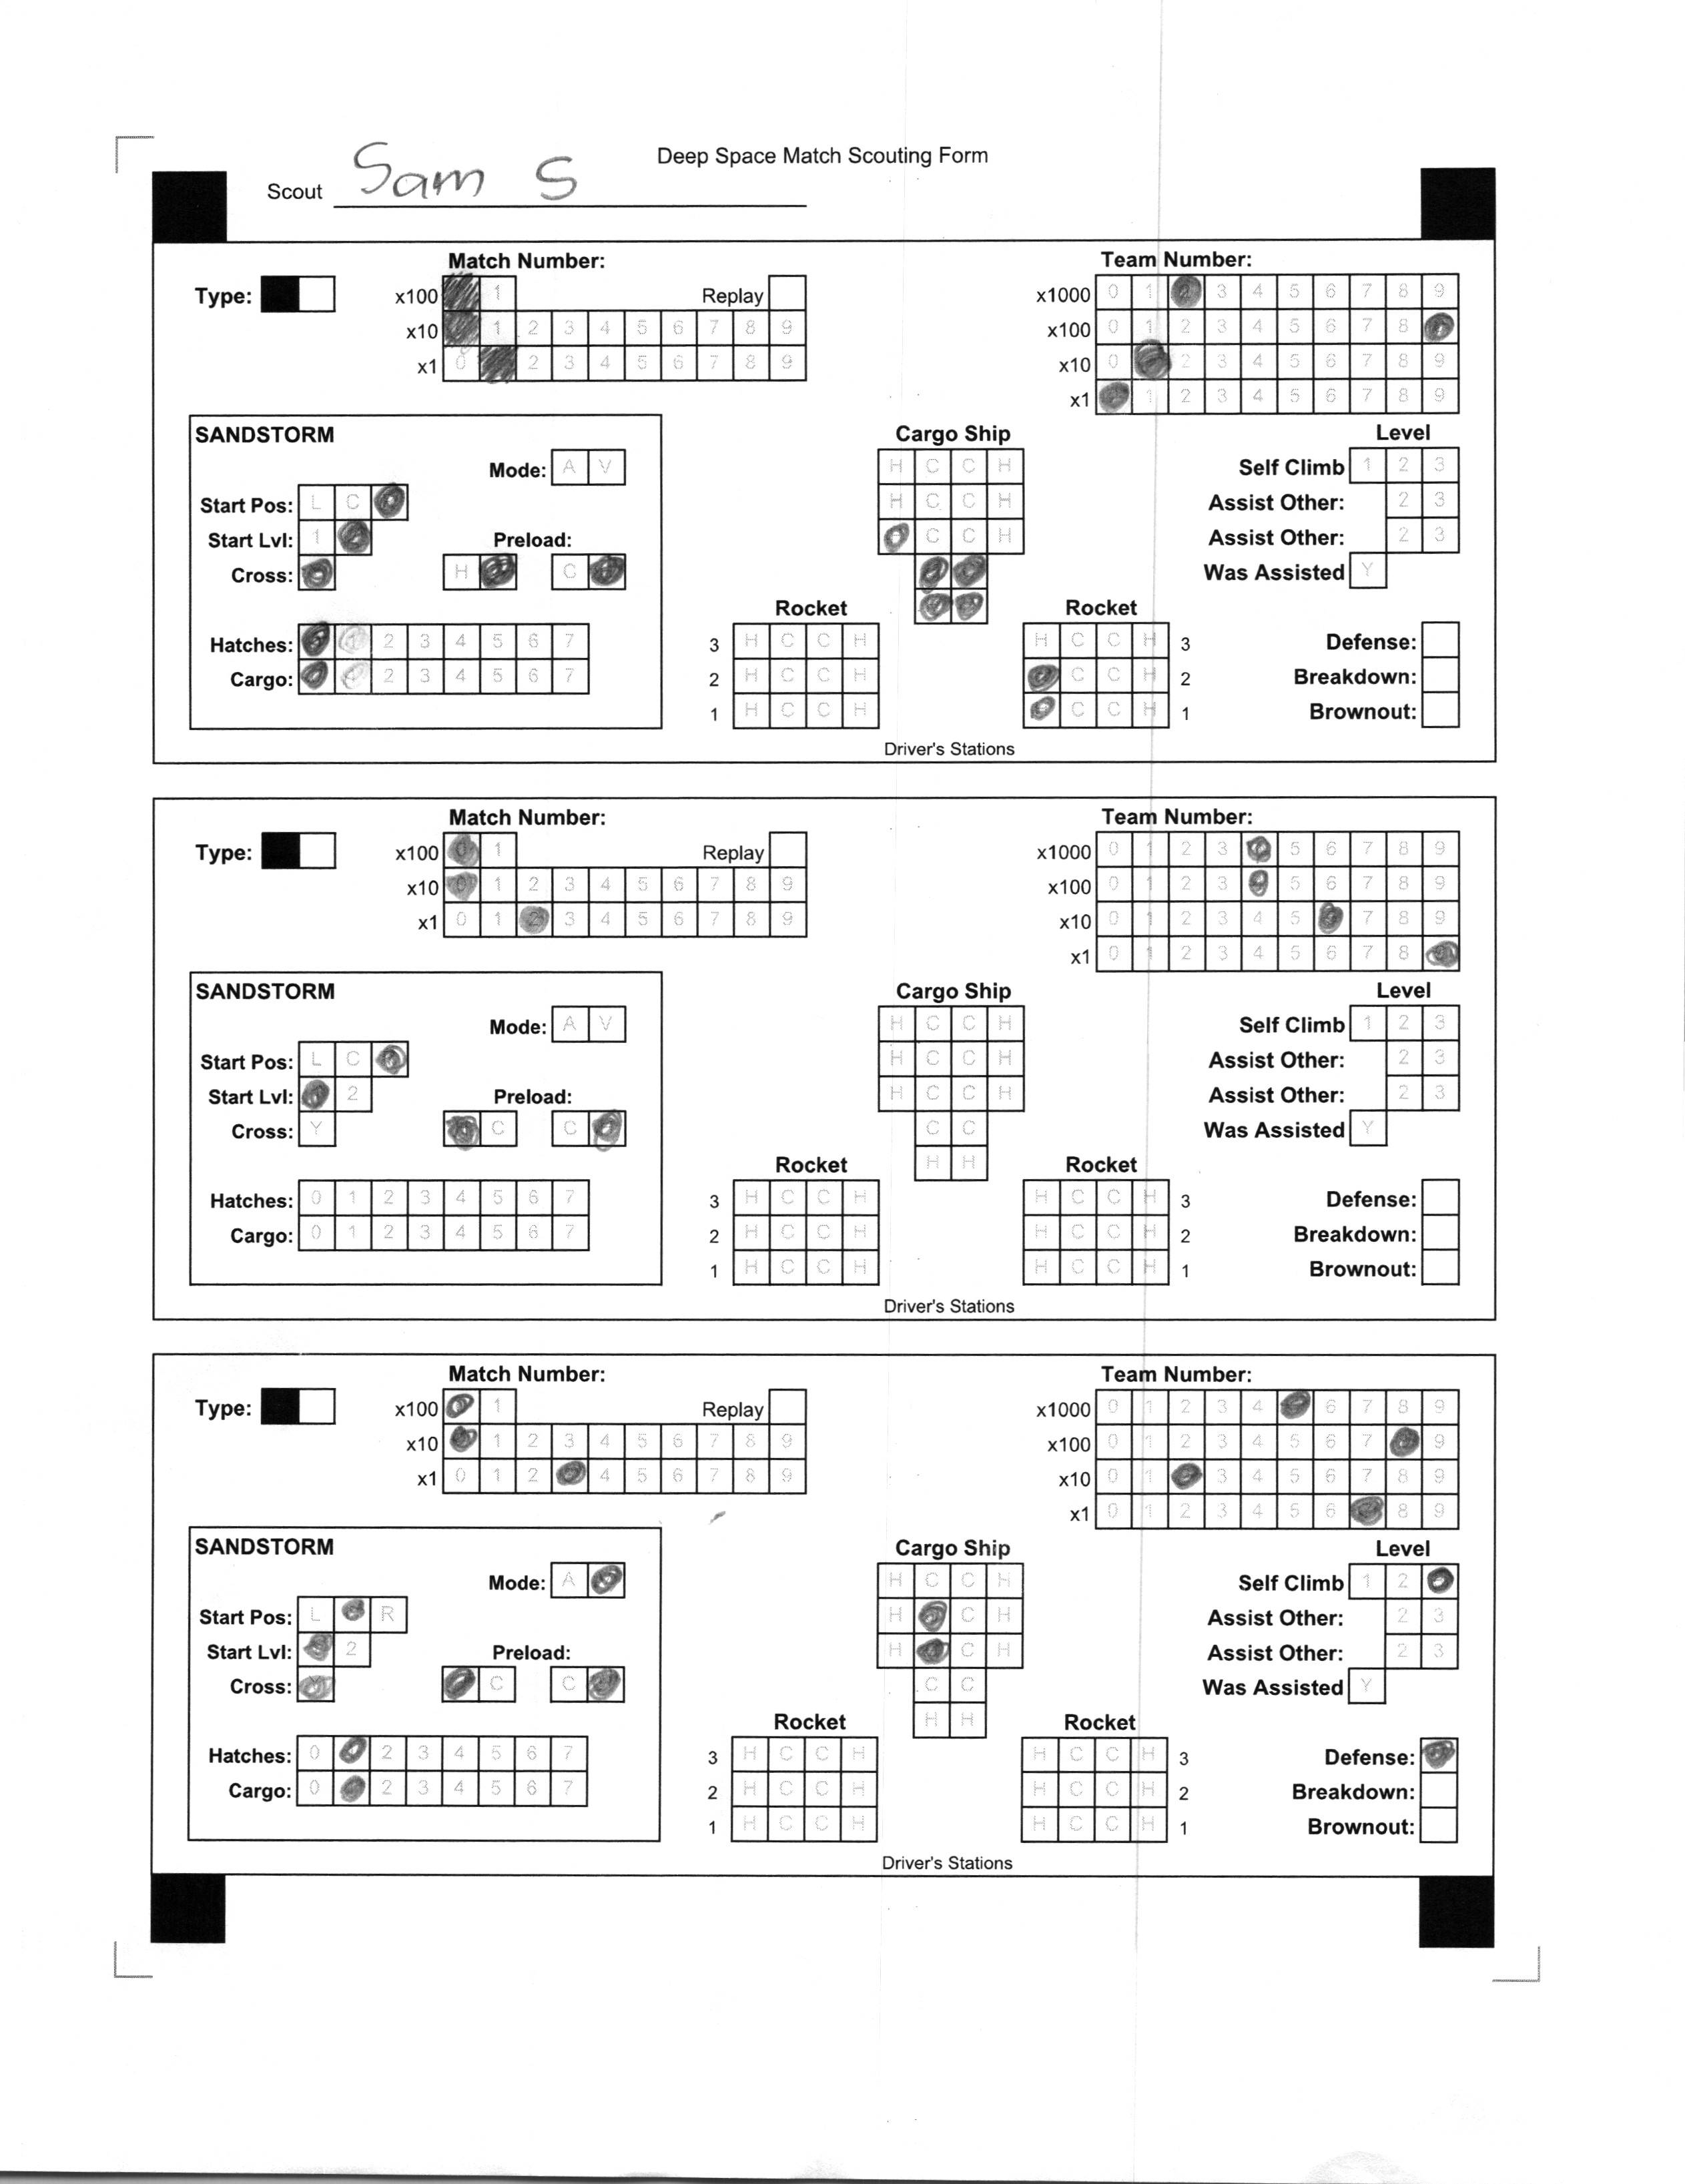 Deep Space Match Scouting Form
Scout Sam S
Match Number:
Team Number:
Type:
x100 1 Replay
x10 1 2 3 4 5 6 7 8 9
x1 0 2 3 4 5 6 7 8 9
x1000 0 1 2 3 4 5 6 7 8 9
x100 0 1 2 3 4 5 6 7 8
x10 0 2 3 4 5 6 7 8 9
x1 1 2 3 4 5 6 7 8 9
SANDSTORM
Mode: A V
Start Pos: L C
Start Lvl: 1
Preload:
Cross:
H C
Hatches: 1 2 3 4 5 6 7
Cargo: 1 2 3 4 5 6 7
Cargo Ship
H C C H
H C C H
C C H
Rocket
3 H C C H
2 H C C H
1 H C C H
Rocket
H C C H 3
C C H 2
C C H 1
Level
Self Climb 1 2 3
Assist Other: 2 3
Assist Other: 2 3
Was Assisted Y
Defense:
Breakdown:
Brownout:
Driver's Stations
Match Number:
Team Number:
Type:
x100 0 1 Replay
x10 0 1 2 3 4 5 6 7 8 9
x1 0 1 2 3 4 5 6 7 8 9
x1000 0 1 2 3 5 6 7 8 9
x100 0 1 2 3 5 6 7 8 9
x10 0 1 2 3 4 5 7 8 9
x1 0 1 2 3 4 5 6 7 8
SANDSTORM
Mode: A V
Start Pos: L C
Start Lvl: 2
Preload:
Cross: Y
C C
Hatches: 0 1 2 3 4 5 6 7
Cargo: 0 1 2 3 4 5 6 7
Cargo Ship
H C C H
H C C H
H C C H
C C
H H
Rocket
3 H C C H
2 H C C H
1 H C C H
Rocket
H C C H 3
H C C H 2
H C C H 1
Level
Self Climb 1 2 3
Assist Other: 2 3
Assist Other: 2 3
Was Assisted Y
Defense:
Breakdown:
Brownout:
Driver's Stations
Match Number:
Team Number:
Type:
x100 1 Replay
x10 1 2 3 4 5 6 7 8 9
x1 0 1 2 4 5 6 7 8 9
x1000 0 1 2 3 4 6 7 8 9
x100 0 1 2 3 4 5 6 7 9
x10 0 1 3 4 5 6 7 8 9
x1 0 1 2 3 4 5 6 8 9
SANDSTORM
Mode: A
Start Pos: L R
Start Lvl: 2
Preload:
Cross:
C C
Hatches: 0 2 3 4 5 6 7
Cargo: 0 2 3 4 5 6 7
Cargo Ship
H C C H
H C H
H C H
C C
H H
Rocket
3 H C C H
2 H C C H
1 H C C H
Rocket
H C C H 3
H C C H 2
H C C H 1
Level
Self Climb 1 2
Assist Other: 2 3
Assist Other: 2 3
Was Assisted Y
Defense:
Breakdown:
Brownout:
Driver's Stations